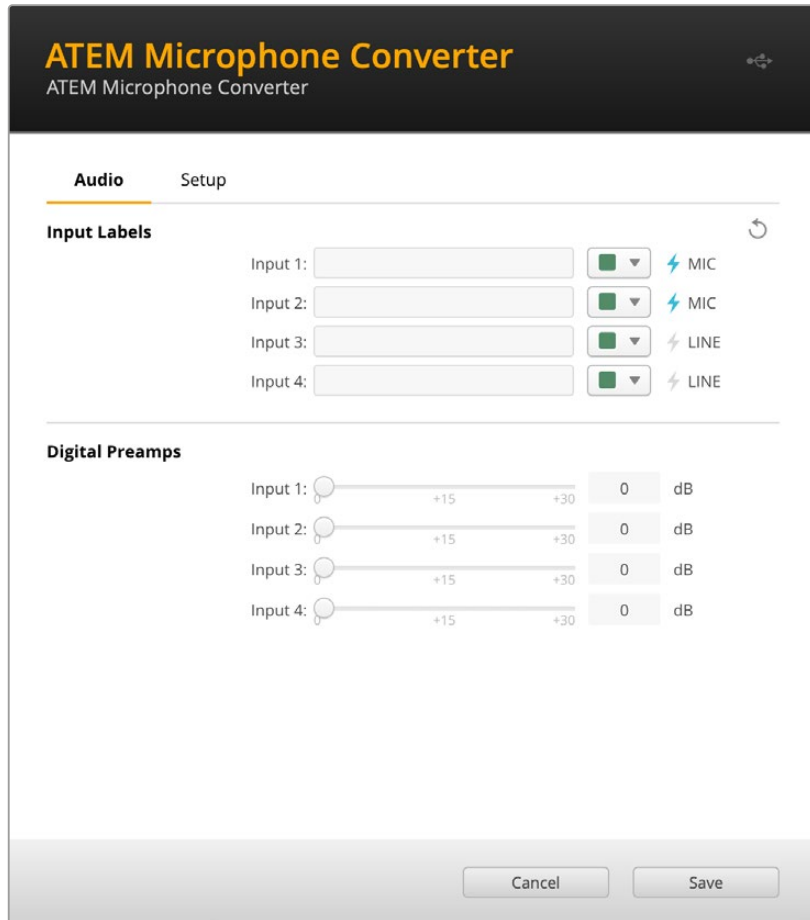 ATEM Microphone Converter
ATEM Microphone Converter
Audio Setup
Input Labels
Input 1: MIC
Input 2: MIC
Input 3: LINE
Input 4: LINE
Digital Preamps
Input 1: 0 dB
0 +15 +30
Input 2: 0 dB
0 +15 +30
Input 3: 0 dB
0 +15 +30
Input 4: 0 dB
0 +15 +30
Cancel Save